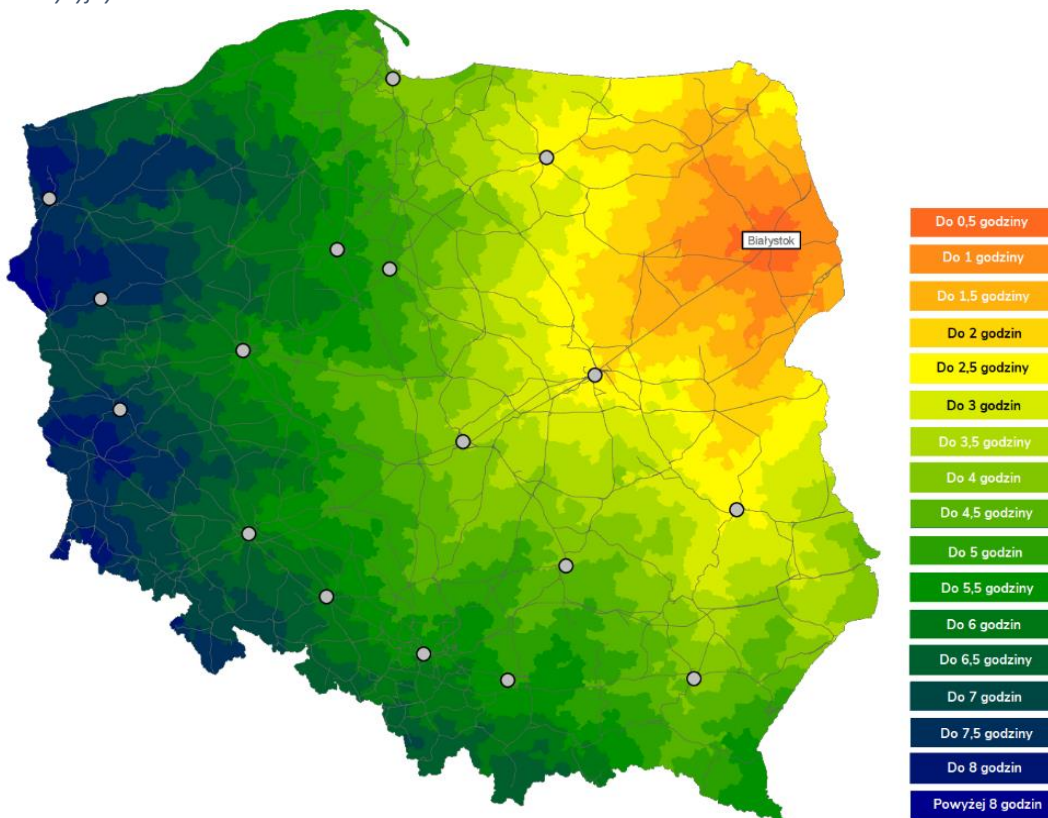 Białystok
Do 0,5 godziny
Do 1 godziny
Do 1,5 godziny
Do 2 godzin
Do 2,5 godziny
Do 3 godzin
Do 3,5 godziny
Do 4 godzin
Do 4,5 godziny
Do 5 godzin
Do 5,5 godziny
Do 6 godzin
Do 6,5 godziny
Do 7 godzin
Do 7,5 godziny
Do 8 godzin
Powyżej 8 godzin